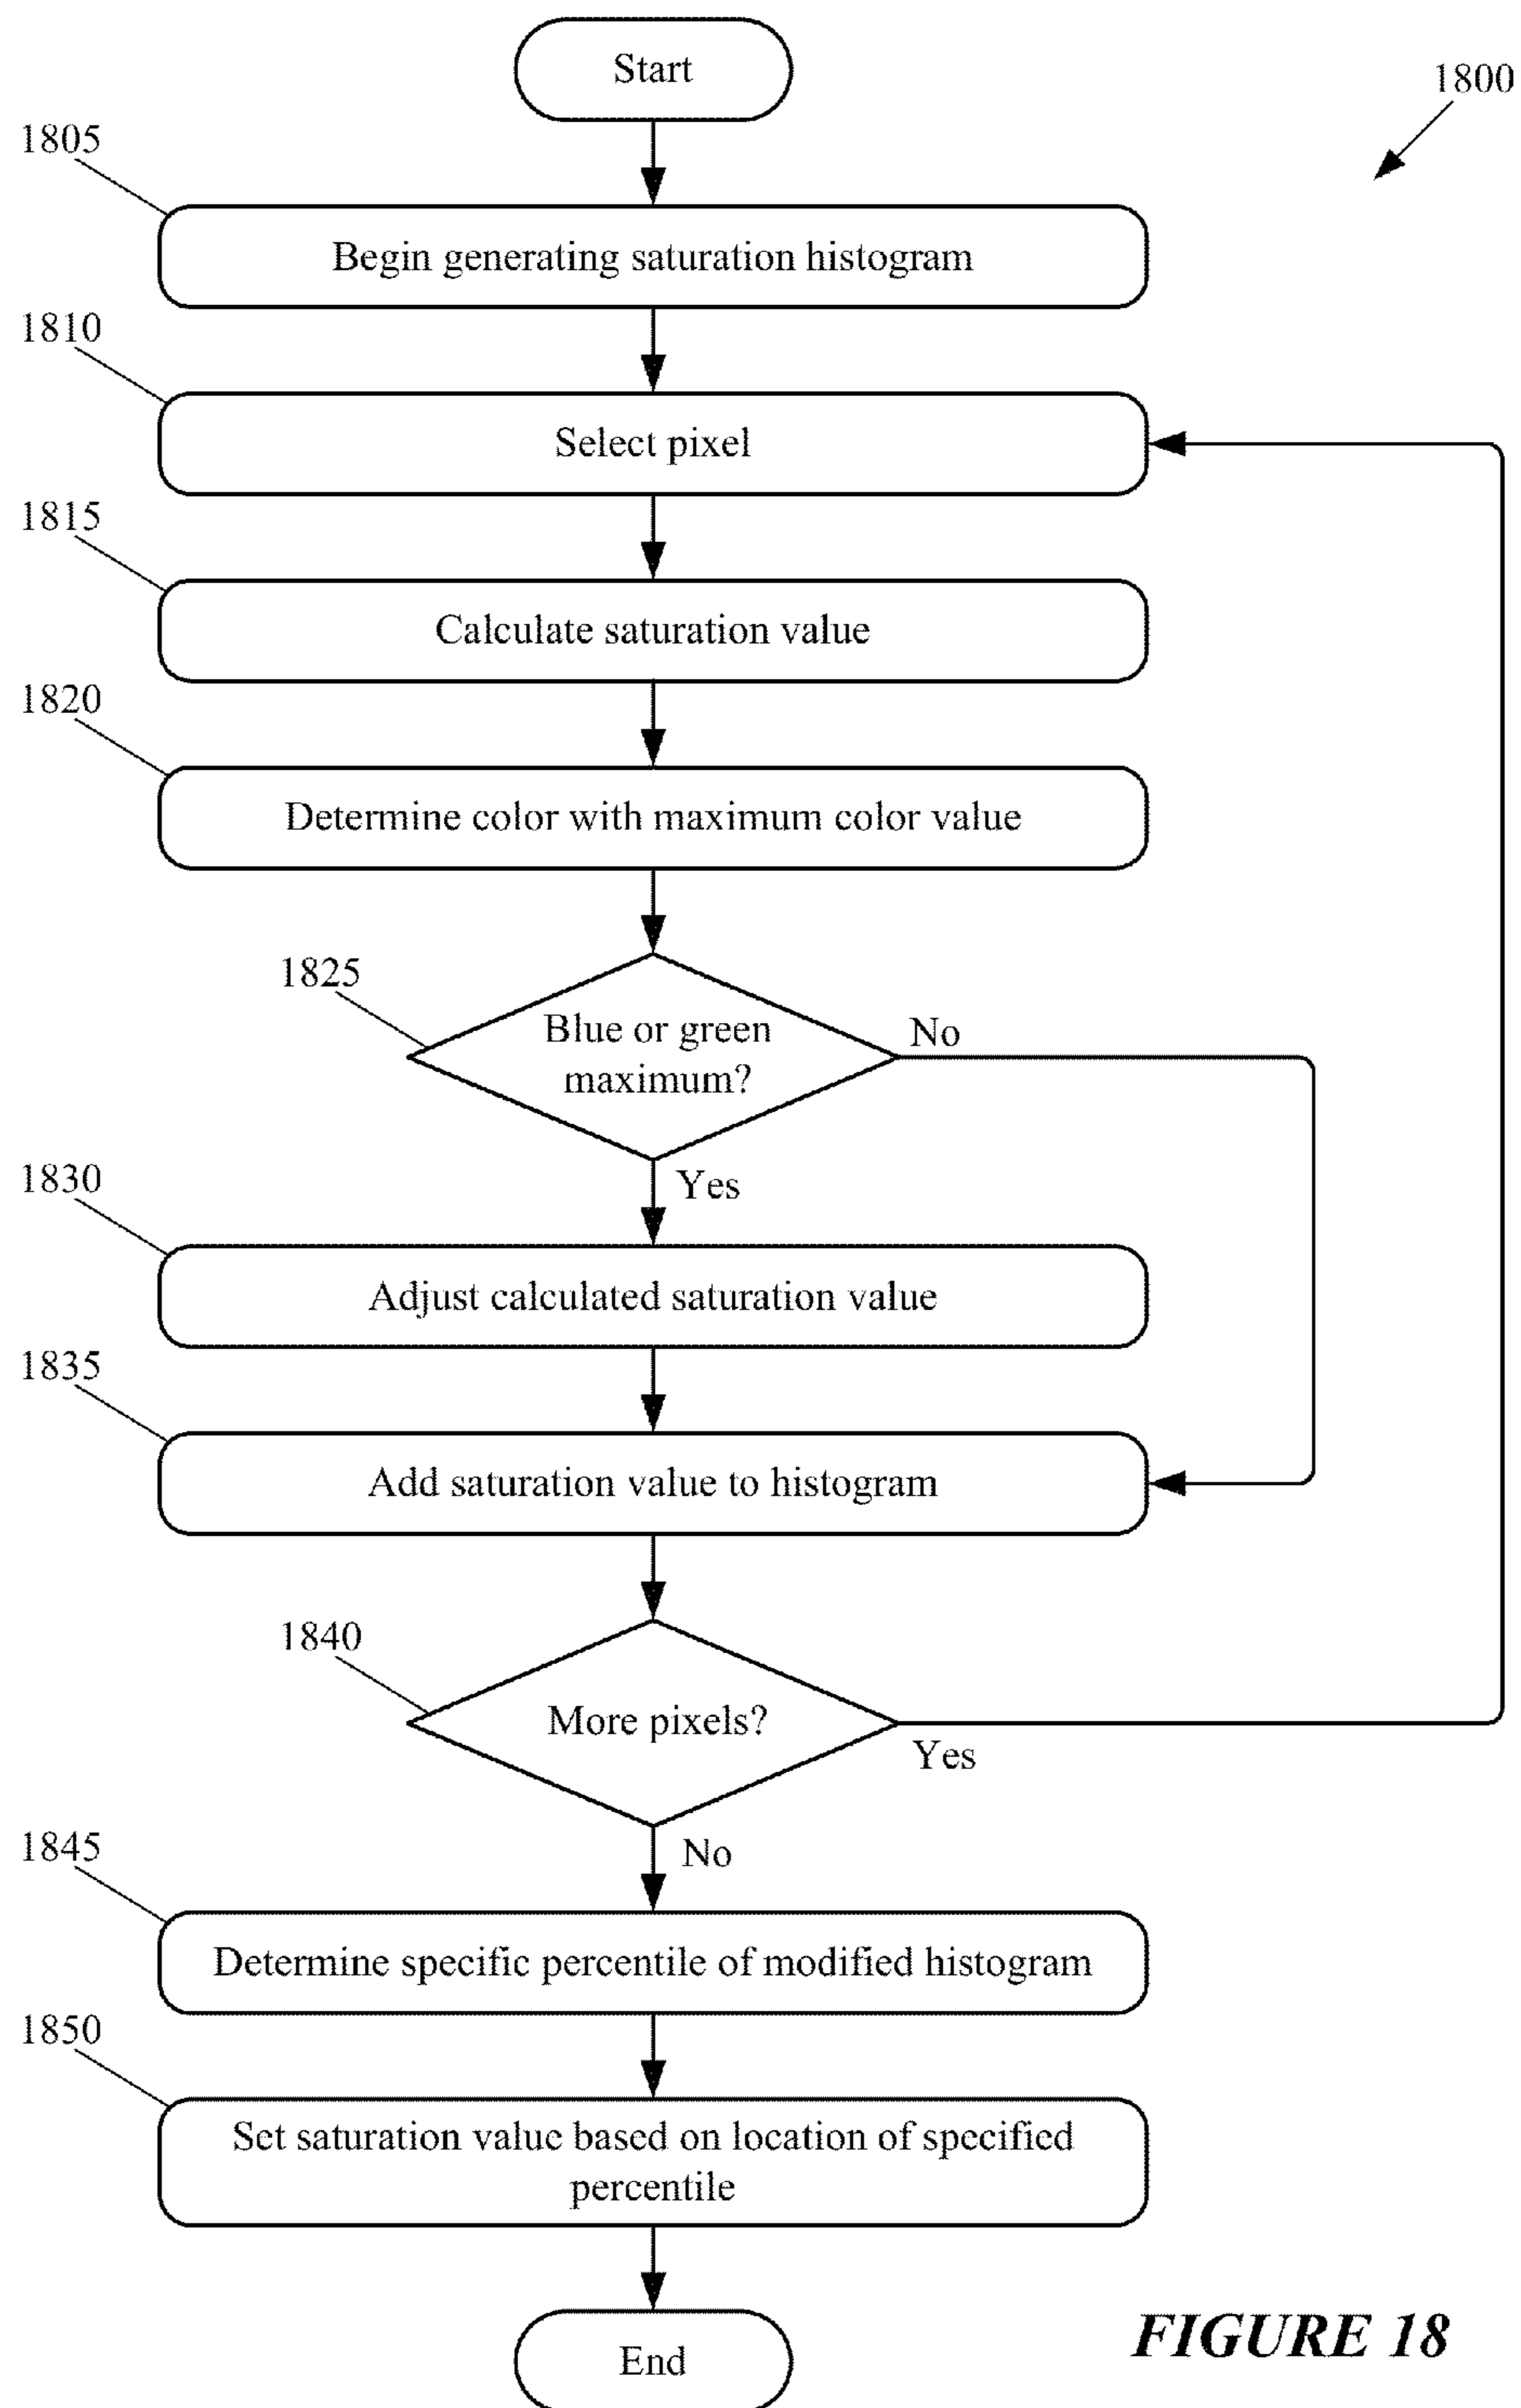 Start
1800
1805
Begin generating saturation histogram
1810
Select pixel
1815
Calculate saturation value
1820
Determine color with maximum color value
1825
Blue or green
maximum?
No
Yes
1830
Adjust calculated saturation value
1835
Add saturation value to histogram
1840
More pixels?
Yes
No
1845
Determine specific percentile of modified histogram
1850
Set saturation value based on location of specified
percentile
End
FIGURE 18